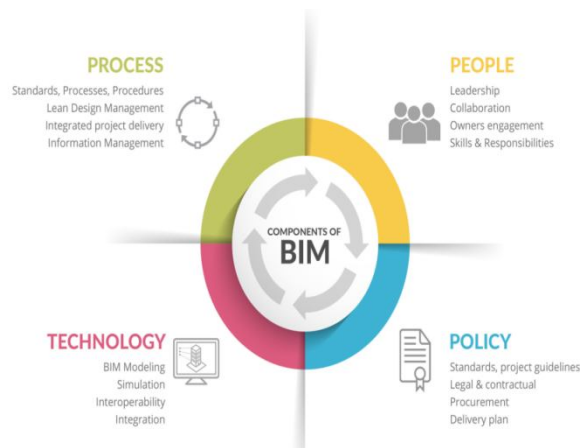 PROCESS
Standards, Processes, Procedures
Lean Design Management
Integrated project delivery
Information Management
PEOPLE
Leadership
Collaboration
Owners engagement
Skills & Responsibilities
COMPONENTS OF
BIM
TECHNOLOGY
BIM Modeling
Simulation
Interoperability
Integration
POLICY
Standards, project guidelines
Legal & contractual
Procurement
Delivery plan